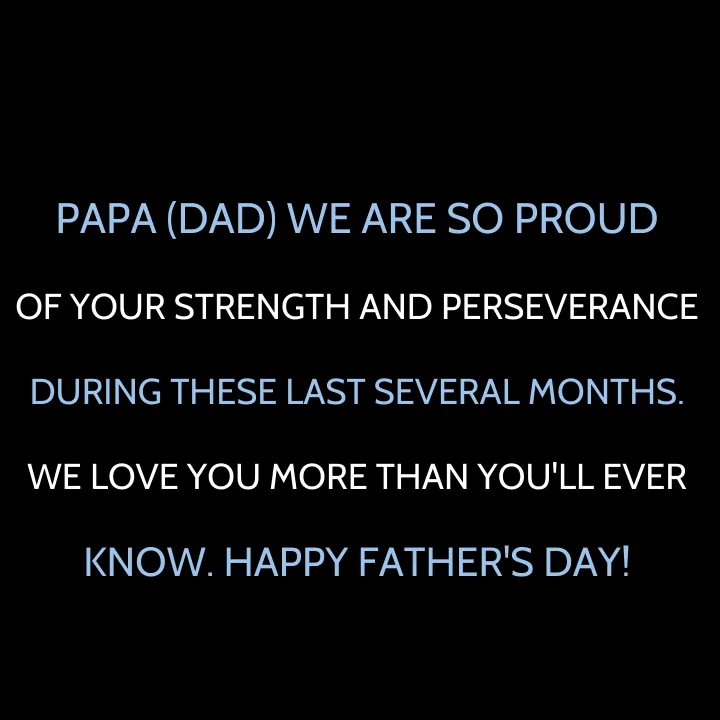 PAPA (DAD) WE ARE SO PROUD
OF YOUR STRENGTH AND PERSEVERANCE
DURING THESE LAST SEVERAL MONTHS.
WE LOVE YOU MORE THAN YOU'LL EVER
KNOW. HAPPY FATHER'S DAY!